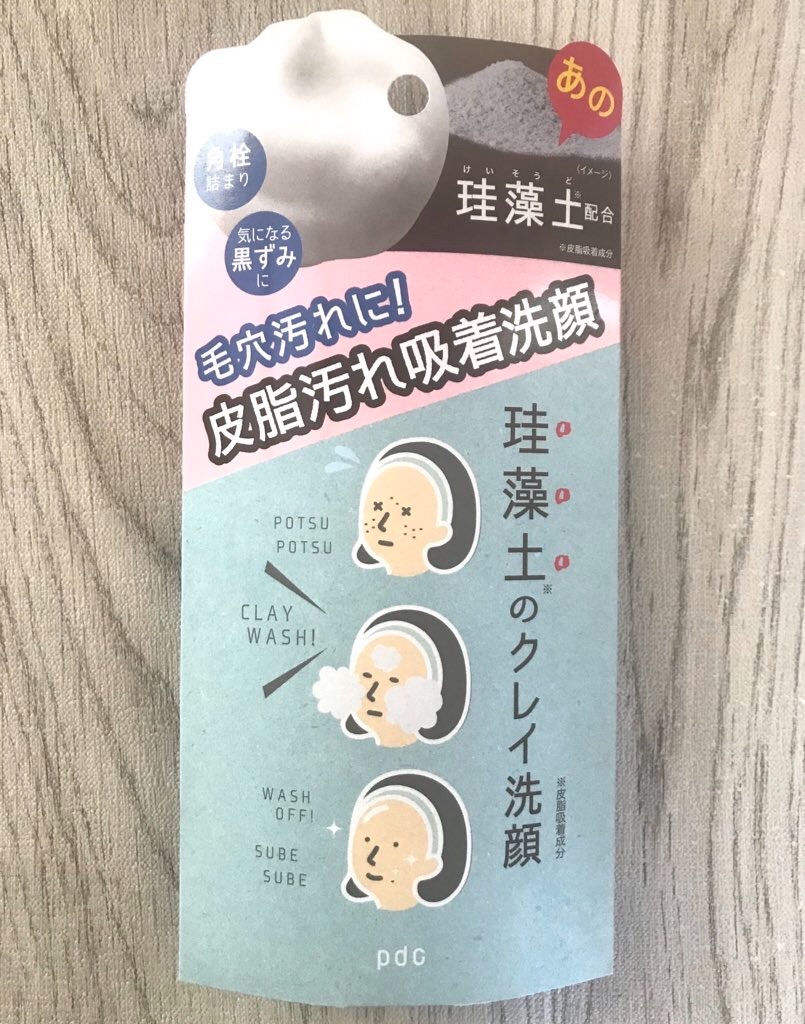 あの
(イメージ)
けいそうど
珪藻土※配合
※皮脂吸着成分
角栓
詰まり
気になる
黒ずみ
に
毛穴汚れに!
皮脂汚れ吸着洗顔
珪藻土※のクレイ洗顔
※皮脂吸着成分
POTSU
POTSU
CLAY
WASH!
WASH
OFF!
SUBE
SUBE
pdc